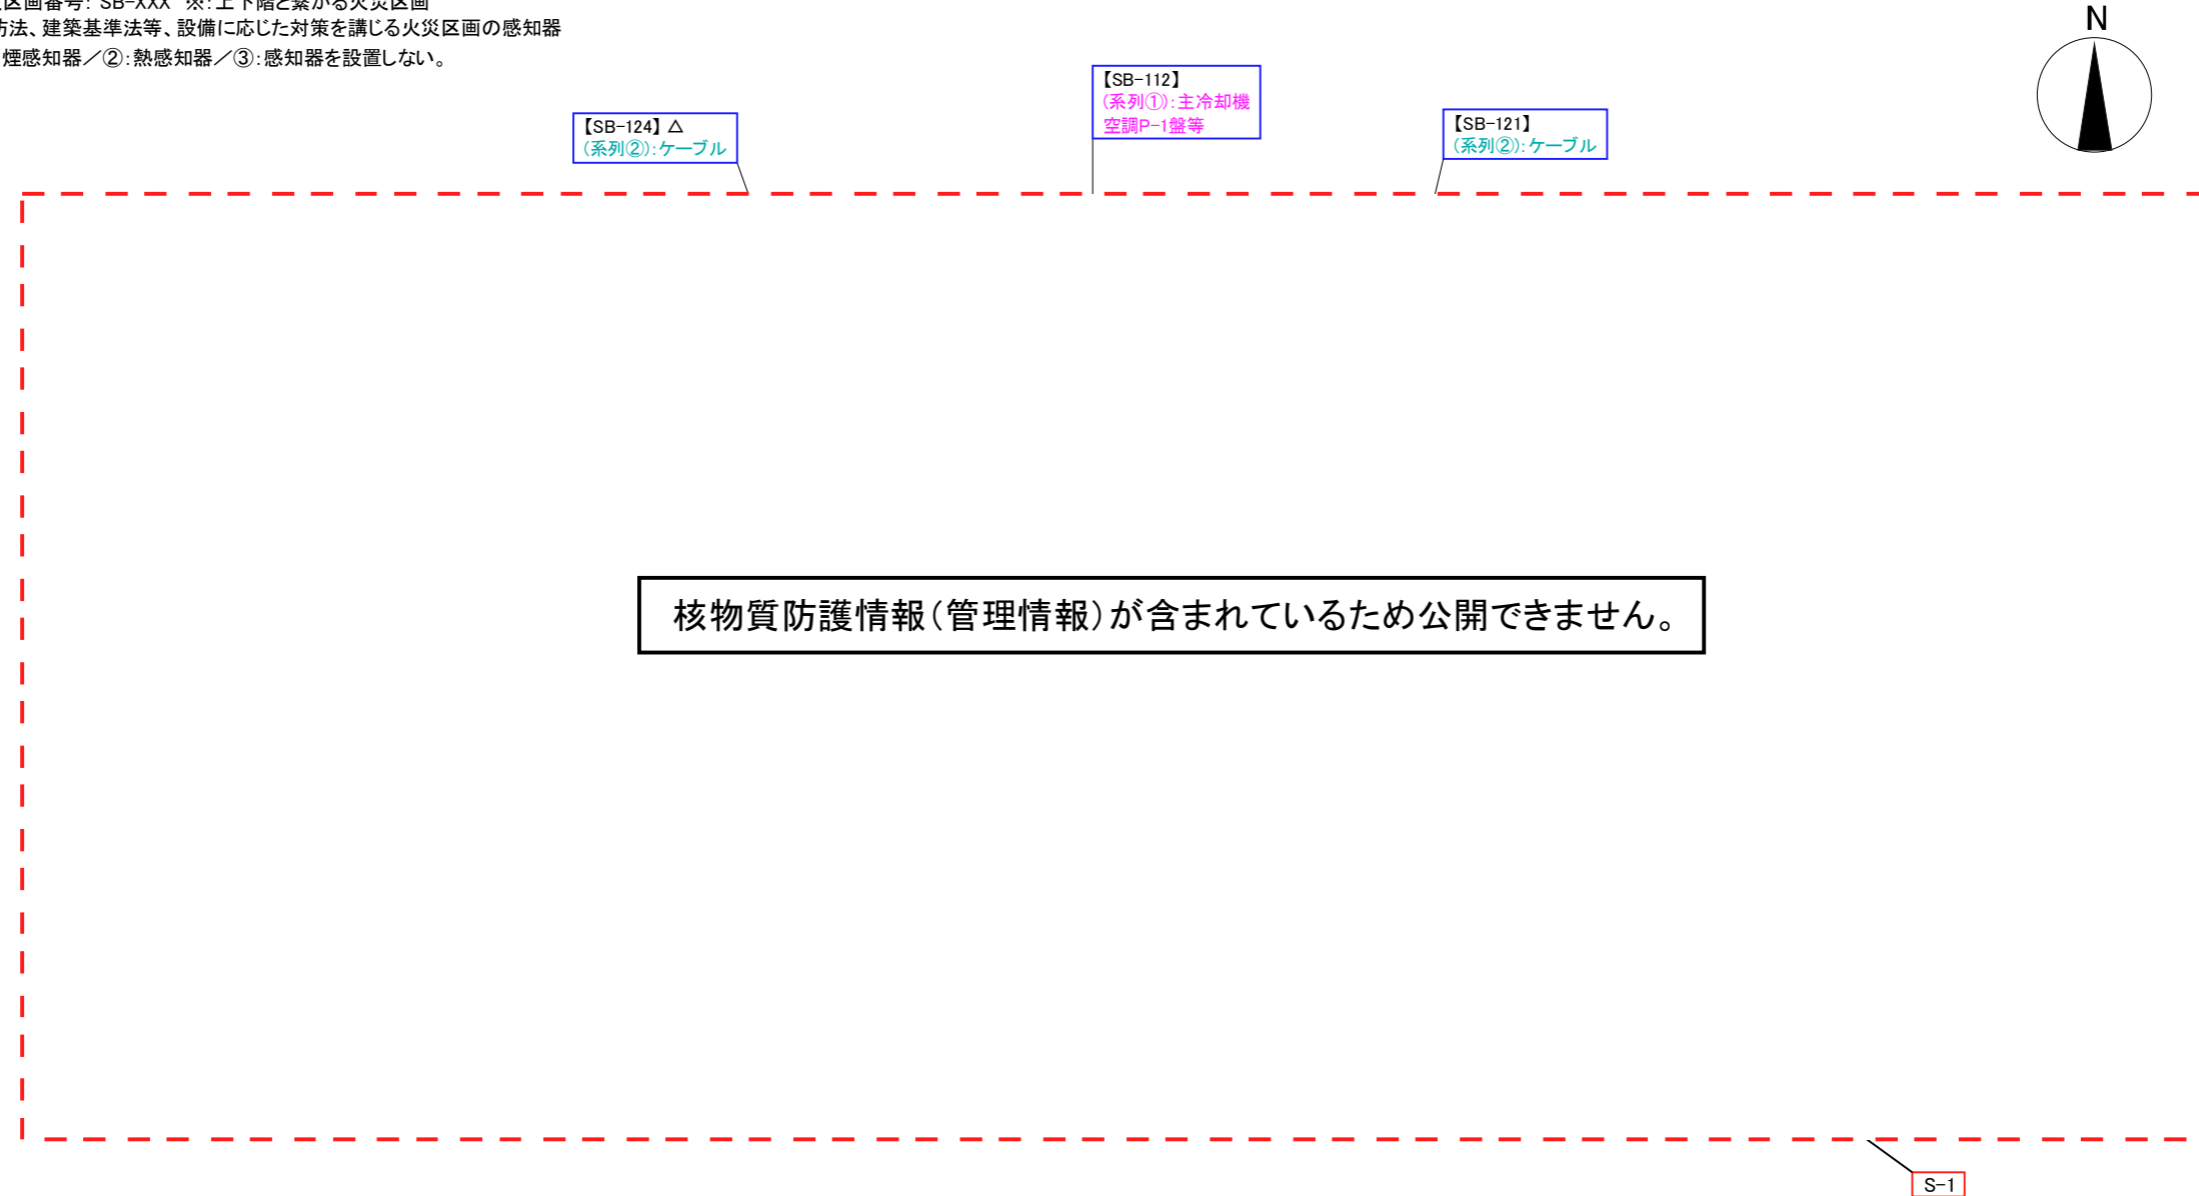 区画番号: SB-XXX ※:上下階と繋がる火災区画
防法、建築基準法等、設備に応じた対策を講じる火災区画の感知器
煙感知器/②:熱感知器/③:感知器を設置しない。
N
【SB-112】
(系列①):主冷却機
空調P-1盤等
【SB-124】 △
(系列②):ケーブル
【SB-121】
(系列②):ケーブル
核物質防護情報(管理情報)が含まれているため公開できません。
S-1